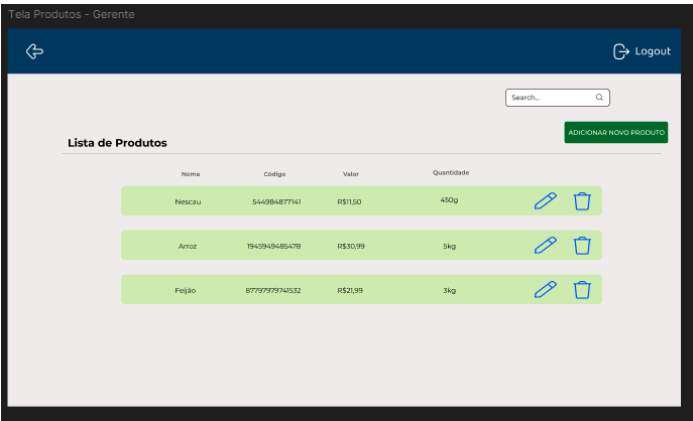 Tela Produtos - Gerente
Logout
Search...
ADICIONAR NOVO PRODUTO
Lista de Produtos
Nome Código Valor Quantidade
Nescau 544984877141 R$11,50 450g
Arroz 1945949485478 R$30,99 5kg
Feijão 87797979741532 R$21,99 3kg